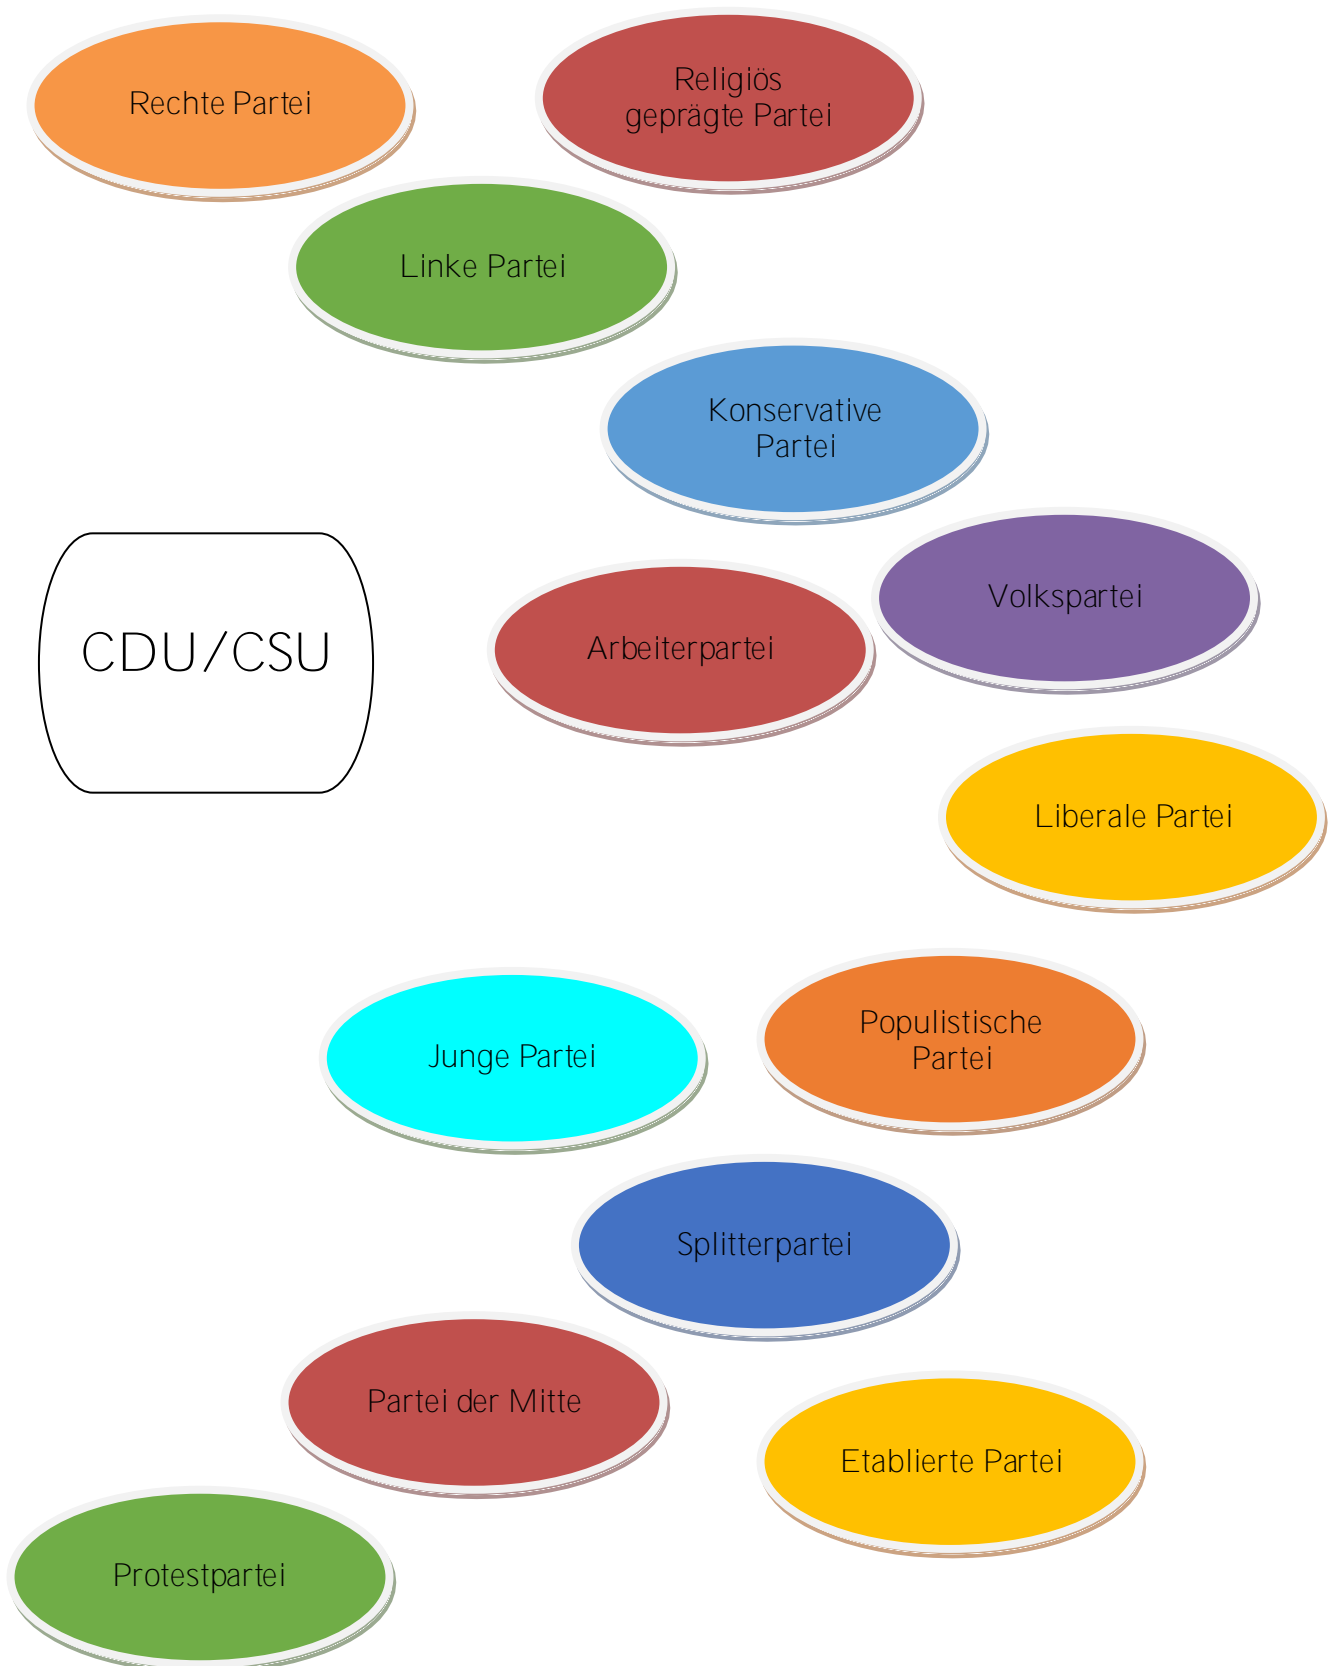 Rechte Partei
Religiös
geprägte Partei
Linke Partei
Konservative
Partei
Volkspartei
CDU/CSU
Arbeiterpartei
Liberale Partei
Populistische
Partei
Junge Partei
Splitterpartei
Partei der Mitte
Etablierte Partei
Protestpartei